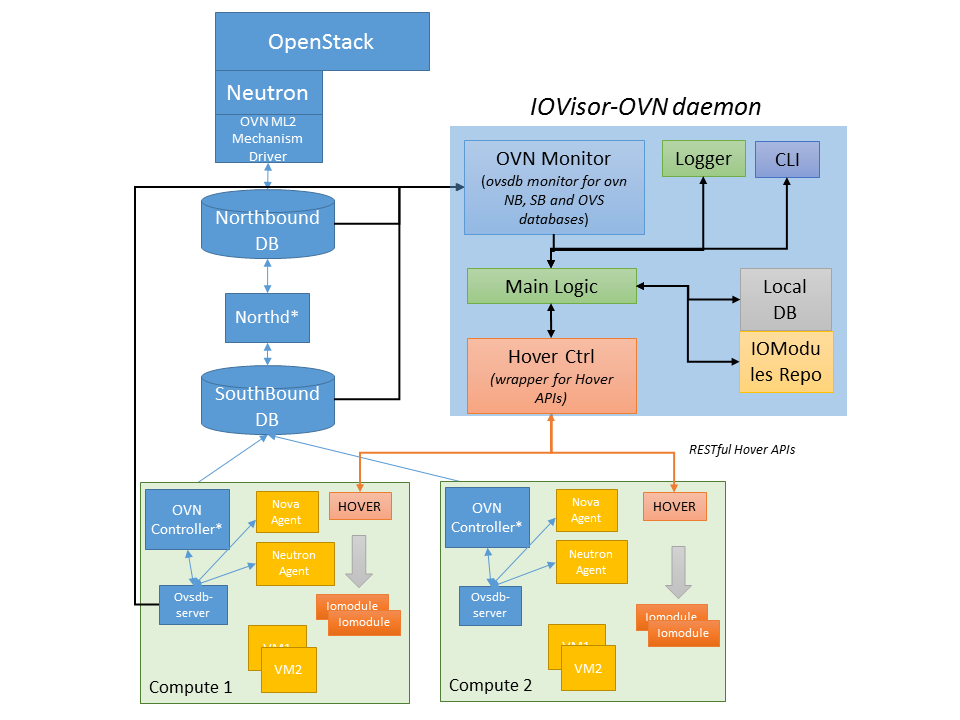 OpenStack
Neutron
OVN ML2
Mechanism
Driver
Northbound
DB
Northd*
SouthBound
DB
IOVisor-OVN daemon
OVN Monitor
(ovsdb monitor for ovn
NB, SB and OVS
databases)
Logger
CLI
Main Logic
Local
DB
IOModu
les Repo
Hover Ctrl
(wrapper for Hover
APIs)
RESTful Hover APIs
OVN
Controller*
Nova
Agent
HOVER
Neutron
Agent
Ovsdb-
server
Iomodule
Iomodule
VM1
VM2
Compute 1
OVN
Controller*
Nova
Agent
HOVER
Neutron
Agent
Ovsdb-
server
Iomodule
Iomodule
VM1
VM2
Compute 2